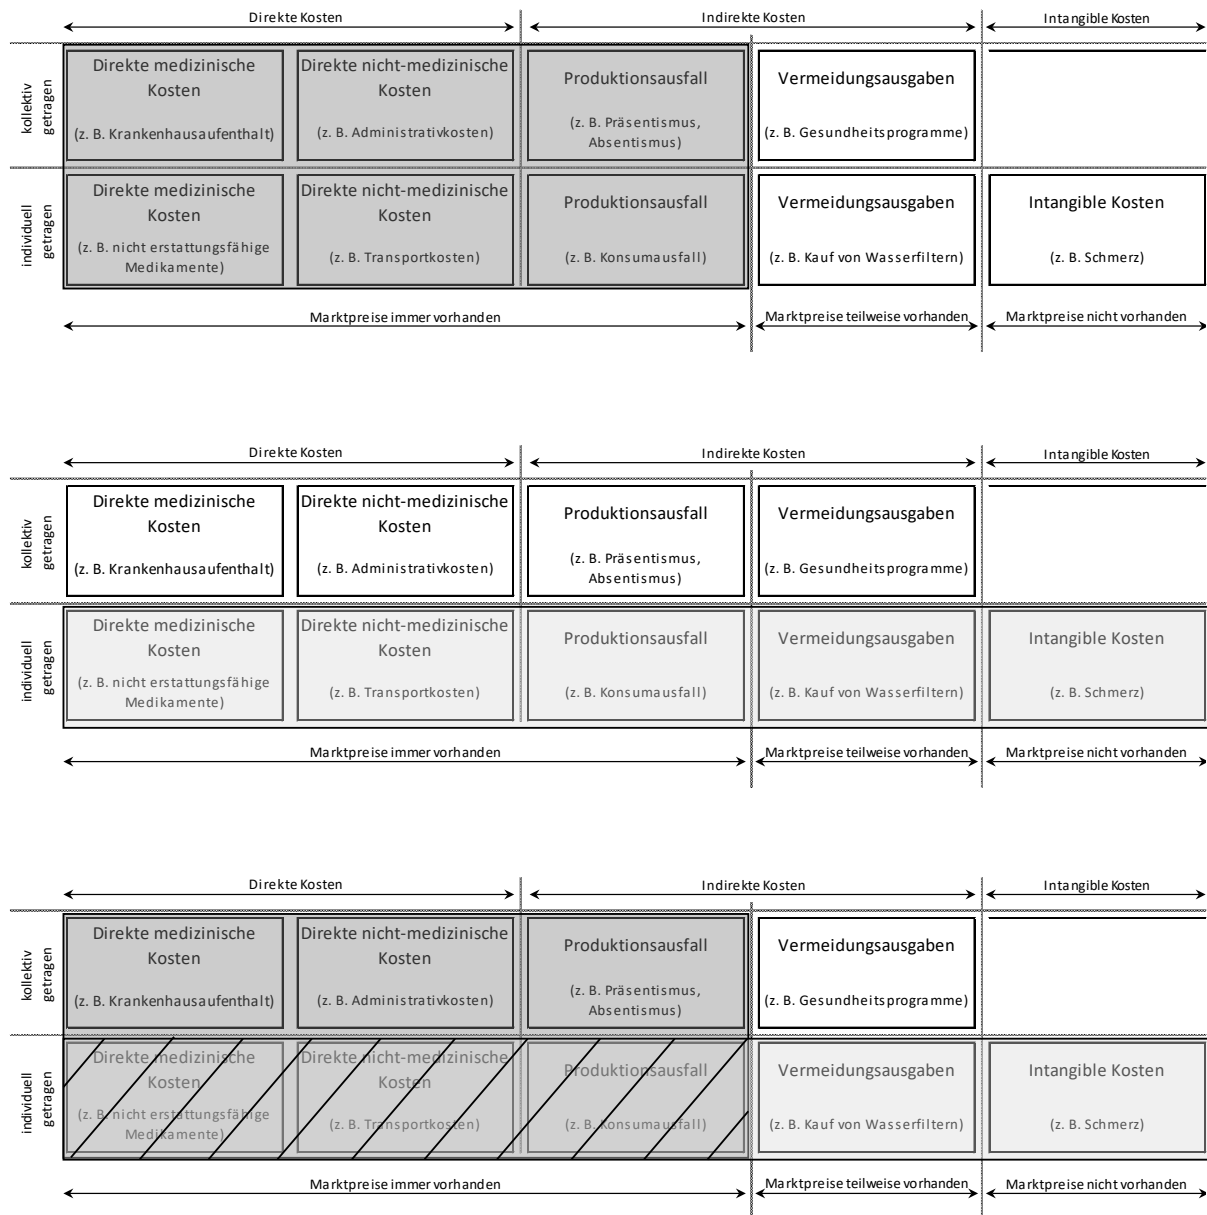 Direkte Kosten
Indirekte Kosten
Intangible Kosten
kollektiv
getragen
Direkte medizinische
Kosten
(z. B. Krankenhausaufenthalt)
Direkte nicht-medizinische
Kosten
(z. B. Administrativkosten)
Produktionsausfall
(z. B. Präsentismus,
Absentismus)
Vermeidungsausgaben
(z. B. Gesundheitsprogramme)
individuell
getragen
Direkte medizinische
Kosten
(z. B. nicht erstattungsfähige
Medikamente)
Direkte nicht-medizinische
Kosten
(z. B. Transportkosten)
Produktionsausfall
(z. B. Konsumausfall)
Vermeidungsausgaben
(z. B. Kauf von Wasserfiltern)
Intangible Kosten
(z. B. Schmerz)
Marktpreise immer vorhanden
Marktpreise teilweise vorhanden
Marktpreise nicht vorhanden
Direkte Kosten
Indirekte Kosten
Intangible Kosten
kollektiv
getragen
Direkte medizinische
Kosten
(z. B. Krankenhausaufenthalt)
Direkte nicht-medizinische
Kosten
(z. B. Administrativkosten)
Produktionsausfall
(z. B. Präsentismus,
Absentismus)
Vermeidungsausgaben
(z. B. Gesundheitsprogramme)
individuell
getragen
Direkte medizinische
Kosten
(z. B. nicht erstattungsfähige
Medikamente)
Direkte nicht-medizinische
Kosten
(z. B. Transportkosten)
Produktionsausfall
(z. B. Konsumausfall)
Vermeidungsausgaben
(z. B. Kauf von Wasserfiltern)
Intangible Kosten
(z. B. Schmerz)
Marktpreise immer vorhanden
Marktpreise teilweise vorhanden
Marktpreise nicht vorhanden
Direkte Kosten
Indirekte Kosten
Intangible Kosten
kollektiv
getragen
Direkte medizinische
Kosten
(z. B. Krankenhausaufenthalt)
Direkte nicht-medizinische
Kosten
(z. B. Administrativkosten)
Produktionsausfall
(z. B. Präsentismus,
Absentismus)
Vermeidungsausgaben
(z. B. Gesundheitsprogramme)
individuell
getragen
Direkte medizinische
Kosten
(z. B. nicht erstattungsfähige
Medikamente)
Direkte nicht-medizinische
Kosten
(z. B. Transportkosten)
Produktionsausfall
(z. B. Konsumausfall)
Vermeidungsausgaben
(z. B. Kauf von Wasserfiltern)
Intangible Kosten
(z. B. Schmerz)
Marktpreise immer vorhanden
Marktpreise teilweise vorhanden
Marktpreise nicht vorhanden